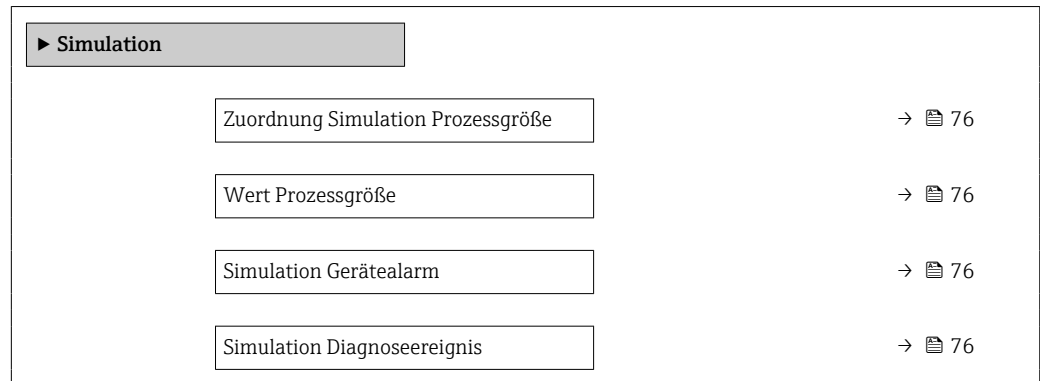 ▶ Simulation
Zuordnung Simulation Prozessgröße → 76
Wert Prozessgröße → 76
Simulation Gerätealarm → 76
Simulation Diagnoseereignis → 76